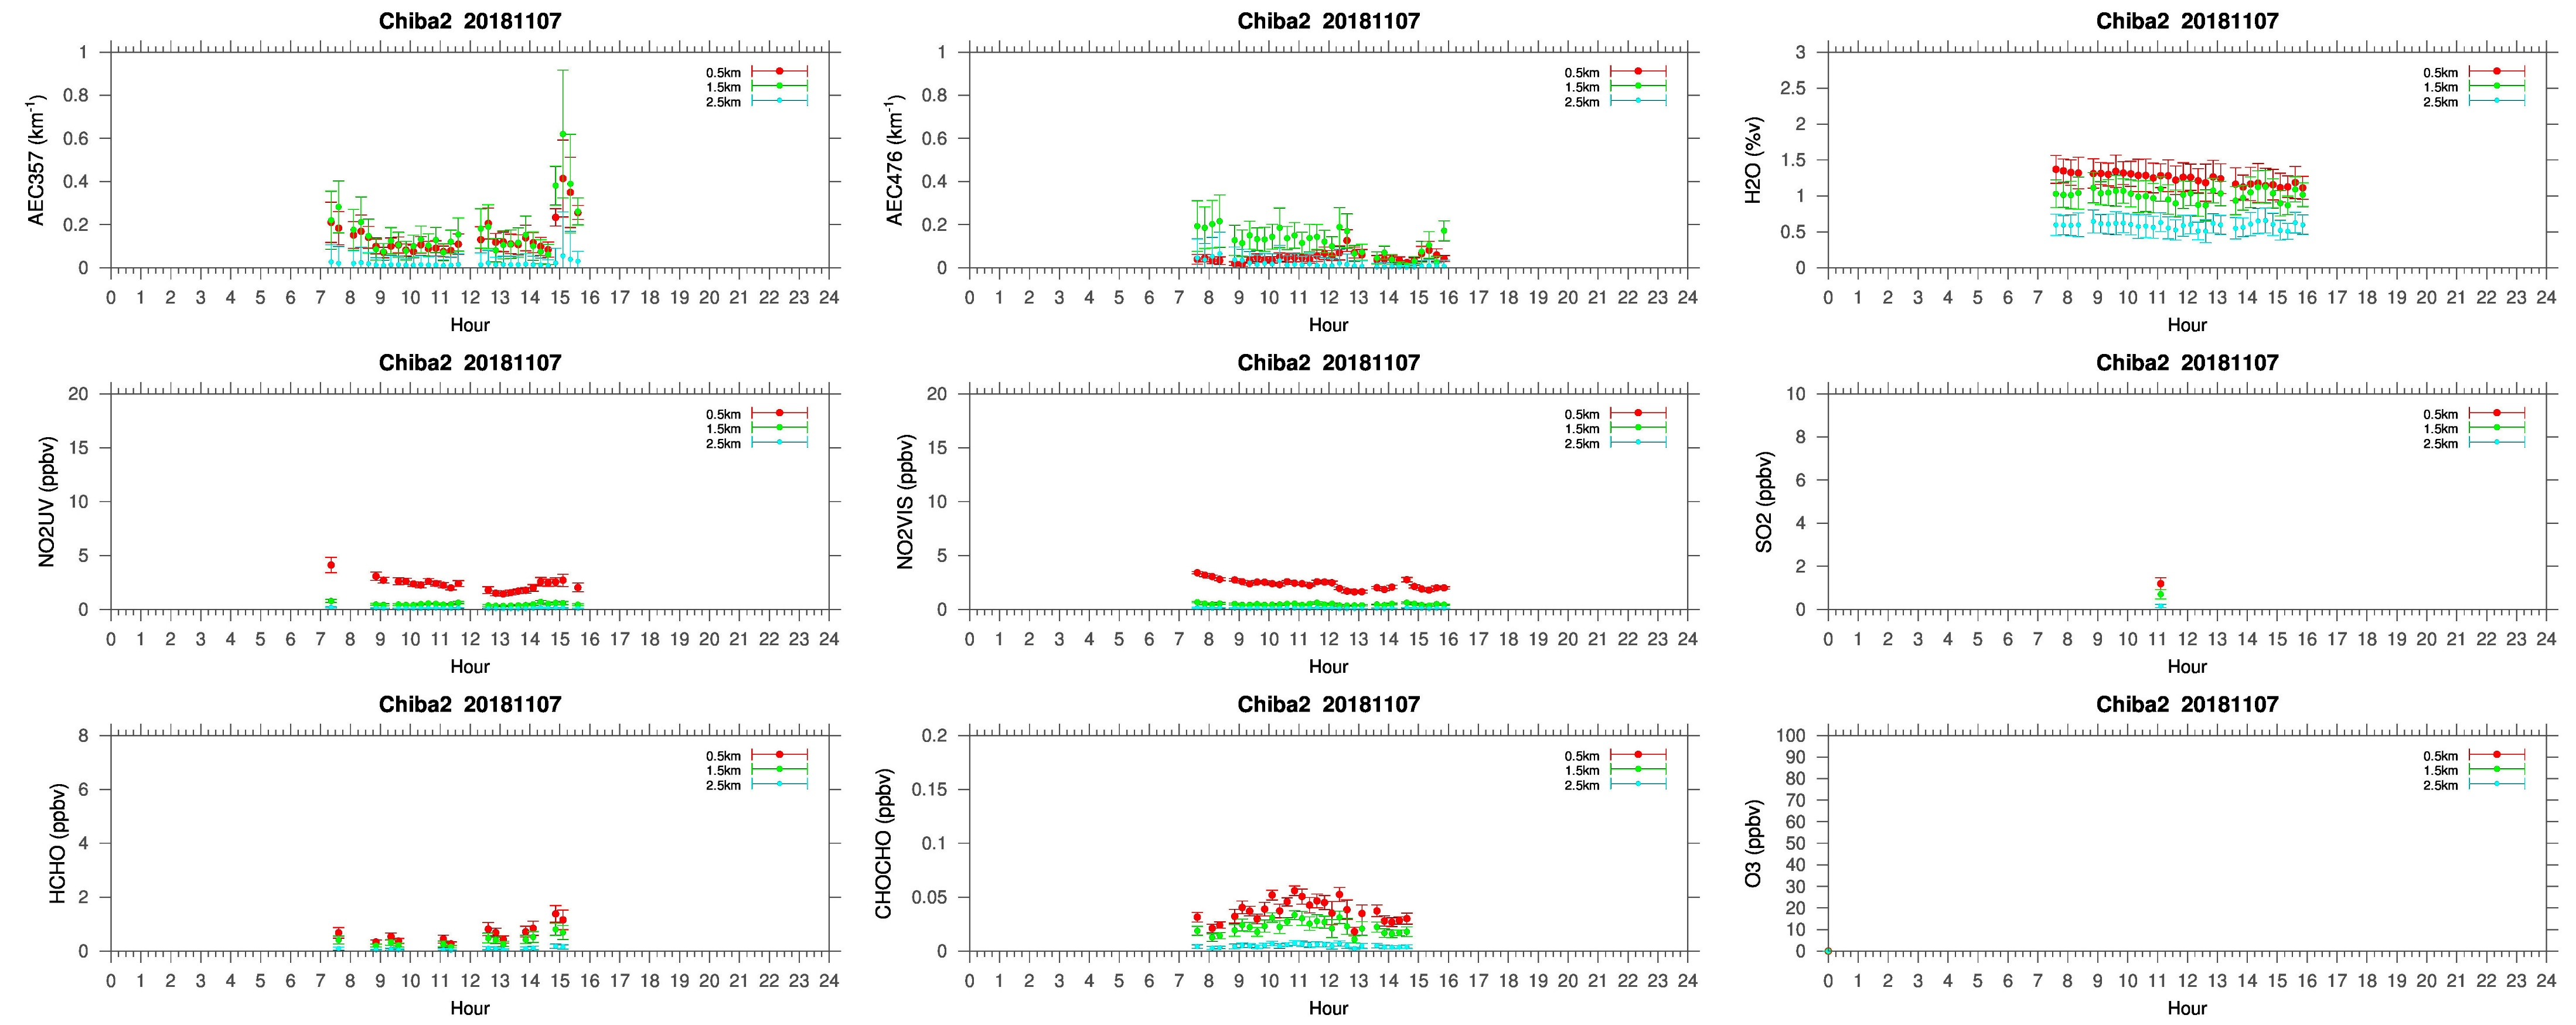 Chiba2 20181107
AEC357 (km-1)
1
0.8
0.6
0.4
0.2
0
0.5km
1.5km
2.5km
0 1 2 3 4 5 6 7 8 9 10 11 12 13 14 15 16 17 18 19 20 21 22 23 24
Hour
Chiba2 20181107
AEC476 (km-1)
1
0.8
0.6
0.4
0.2
0
0.5km
1.5km
2.5km
0 1 2 3 4 5 6 7 8 9 10 11 12 13 14 15 16 17 18 19 20 21 22 23 24
Hour
Chiba2 20181107
H2O (%v)
3
2.5
2
1.5
1
0.5
0
0.5km
1.5km
2.5km
0 1 2 3 4 5 6 7 8 9 10 11 12 13 14 15 16 17 18 19 20 21 22 23 24
Hour
Chiba2 20181107
NO2UV (ppbv)
20
15
10
5
0
0.5km
1.5km
2.5km
0 1 2 3 4 5 6 7 8 9 10 11 12 13 14 15 16 17 18 19 20 21 22 23 24
Hour
Chiba2 20181107
NO2VIS (ppbv)
20
15
10
5
0
0.5km
1.5km
2.5km
0 1 2 3 4 5 6 7 8 9 10 11 12 13 14 15 16 17 18 19 20 21 22 23 24
Hour
Chiba2 20181107
SO2 (ppbv)
10
8
6
4
2
0
0.5km
1.5km
2.5km
0 1 2 3 4 5 6 7 8 9 10 11 12 13 14 15 16 17 18 19 20 21 22 23 24
Hour
Chiba2 20181107
HCHO (ppbv)
8
6
4
2
0
0.5km
1.5km
2.5km
0 1 2 3 4 5 6 7 8 9 10 11 12 13 14 15 16 17 18 19 20 21 22 23 24
Hour
Chiba2 20181107
CHOCHO (ppbv)
0.2
0.15
0.1
0.05
0
0.5km
1.5km
2.5km
0 1 2 3 4 5 6 7 8 9 10 11 12 13 14 15 16 17 18 19 20 21 22 23 24
Hour
Chiba2 20181107
O3 (ppbv)
100
90
80
70
60
50
40
30
20
10
0
0.5km
1.5km
2.5km
0 1 2 3 4 5 6 7 8 9 10 11 12 13 14 15 16 17 18 19 20 21 22 23 24
Hour